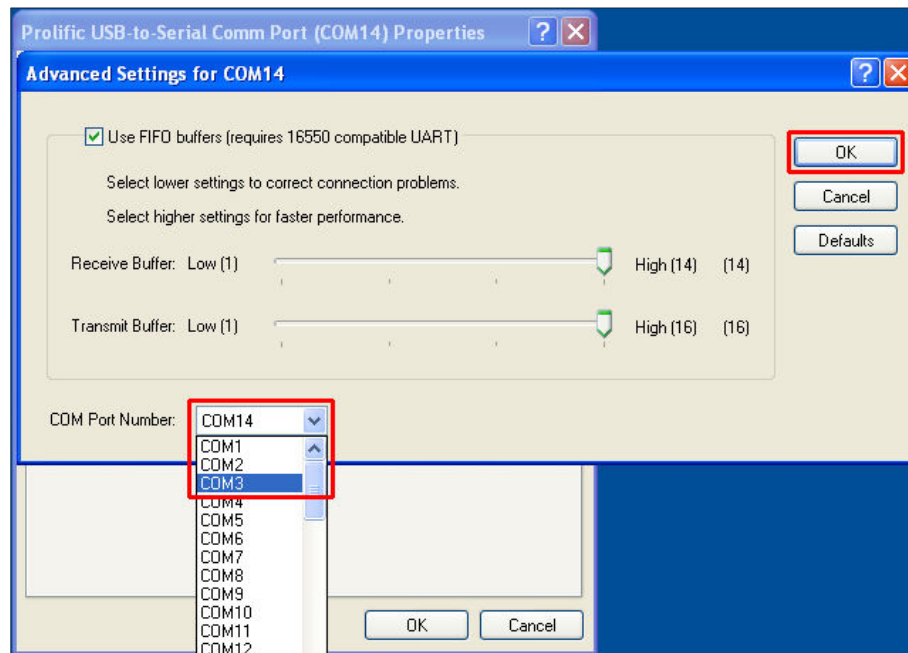 Prolific USB-to-Serial Comm Port (COM14) Properties
Advanced Settings for COM14
Use FIFO buffers (requires 16550 compatible UART)
OK
Select lower settings to correct connection problems.
Cancel
Select higher settings for faster performance.
Defaults
Receive Buffer: Low (1) High (14) (14)
Transmit Buffer: Low (1) High (16) (16)
COM Port Number: COM14
COM1
COM2
COM3
COM4
COM5
COM6
COM7
COM8
COM9
COM10
COM11
COM12
OK Cancel